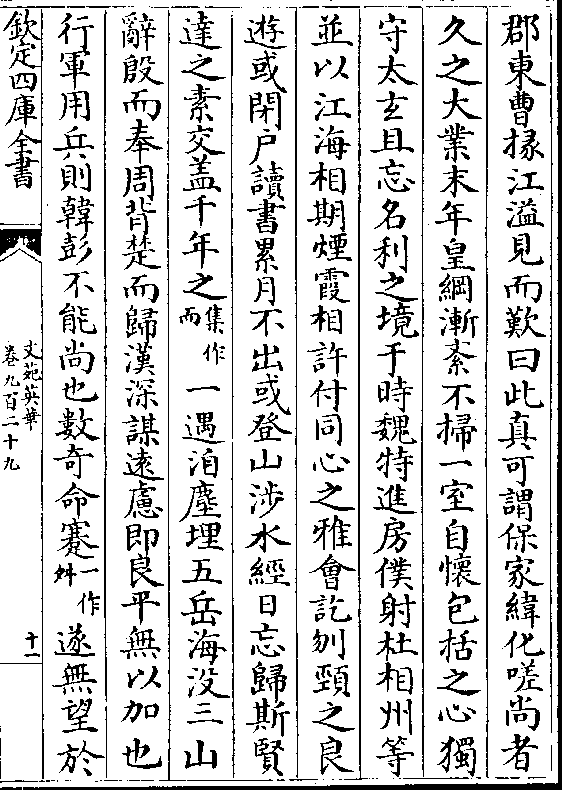 郡東曹掾江溢見而歎曰此真可謂保家緯化嗟尚者
久之大業末年皇綱漸紊不掃一室自懷包括之心獨
守太玄且忘名利之境于時魏特進房僕射杜相州等
並以江海相期煙霞相許付同心之雅會訖刎頸之良
遊或閉户讀書累月不出或登山涉水經日忘歸斯賢
達之素交盖千年之集作而一遇洎塵埋五岳海没三山
辭殷而奉周背楚而歸漢深謀遠慮即良平無以加也
行軍用兵則韓彭不能尚也數奇命蹇一作舛遂無望於
欽定四庫全書
文苑英華
卷九百二十九
十一